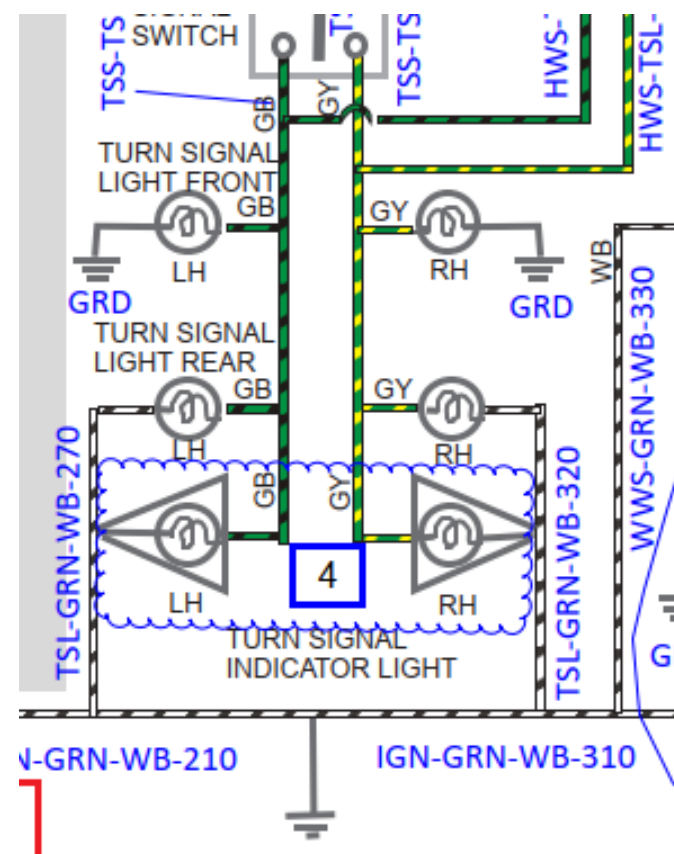 SIGNAL
SWITCH
TSS-TS
TS
TSS-TS
HWS-
HWS-TSL-
GB
GY
TURN SIGNAL
LIGHT FRONT
GB
GY
LH
RH
GRD
GRD
WB
TURN SIGNAL
LIGHT REAR
GB
GY
LH
RH
GB
GY
TSL-GRN-WB-270
TSL-GRN-WB-320
WWS-GRN-WB-330
4
LH
RH
G
TURN SIGNAL
INDICATOR LIGHT
N-GRN-WB-210
IGN-GRN-WB-310